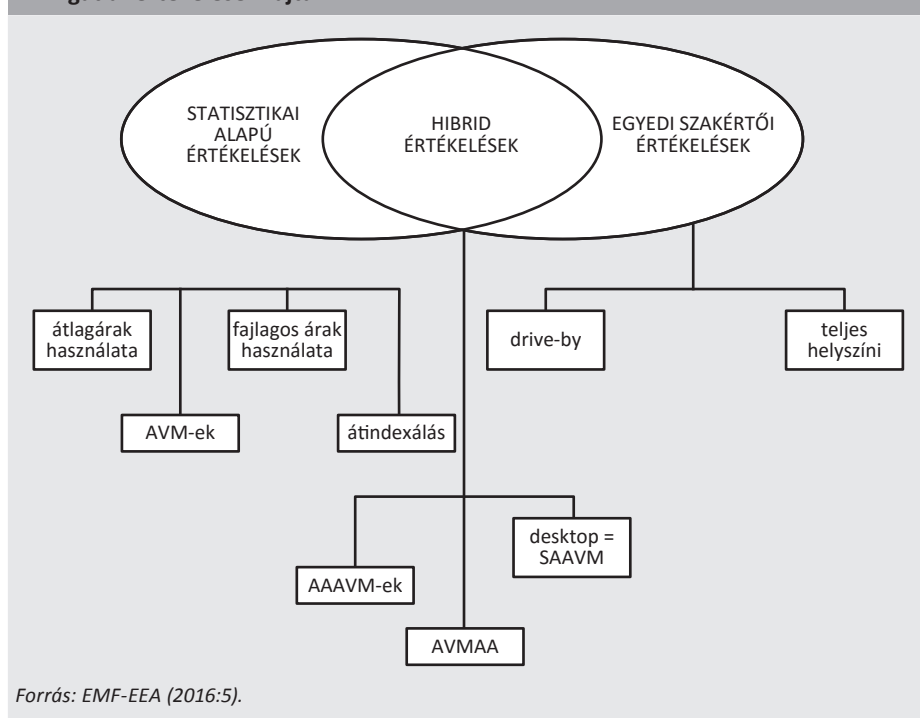 STATISZTIKAI
ALAPÚ
ÉRTÉKELÉSEK
HIBRID
ÉRTÉKELÉSEK
EGYEDI SZAKÉRTŐI
ÉRTÉKELÉSEK
átlagárak
használata
fajlagos árak
használata
drive-by
teljes
helyszíni
AVM-ek
átindexálás
desktop =
SAAVM
AAAVM-ek
AVMAA
Forrás: EMF-EEA (2016:5).